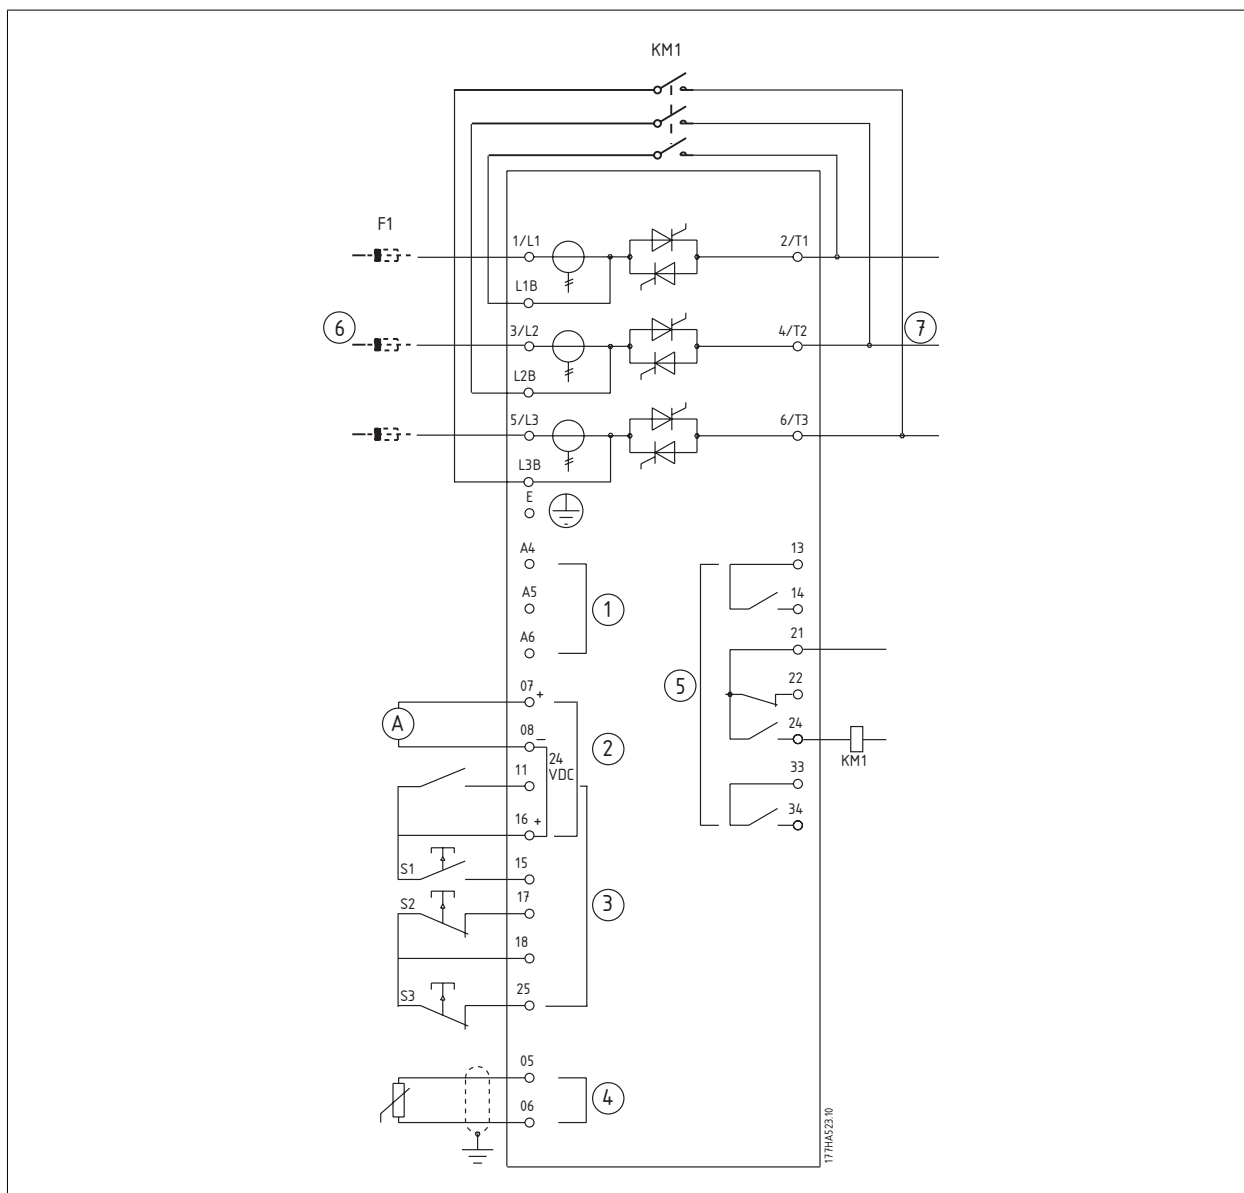 KM1
F1
1/L1
2/T1
L1B
6
3/L2
4/T2
7
L2B
5/L3
6/T3
L3B
E
A4
13
A5
1
14
A6
21
07 +
5
22
A
08 −
2
24
24
VDC
KM1
11
33
16 +
34
S1
15
S2
17
3
18
S3
25
05
4
06
177HA523.10